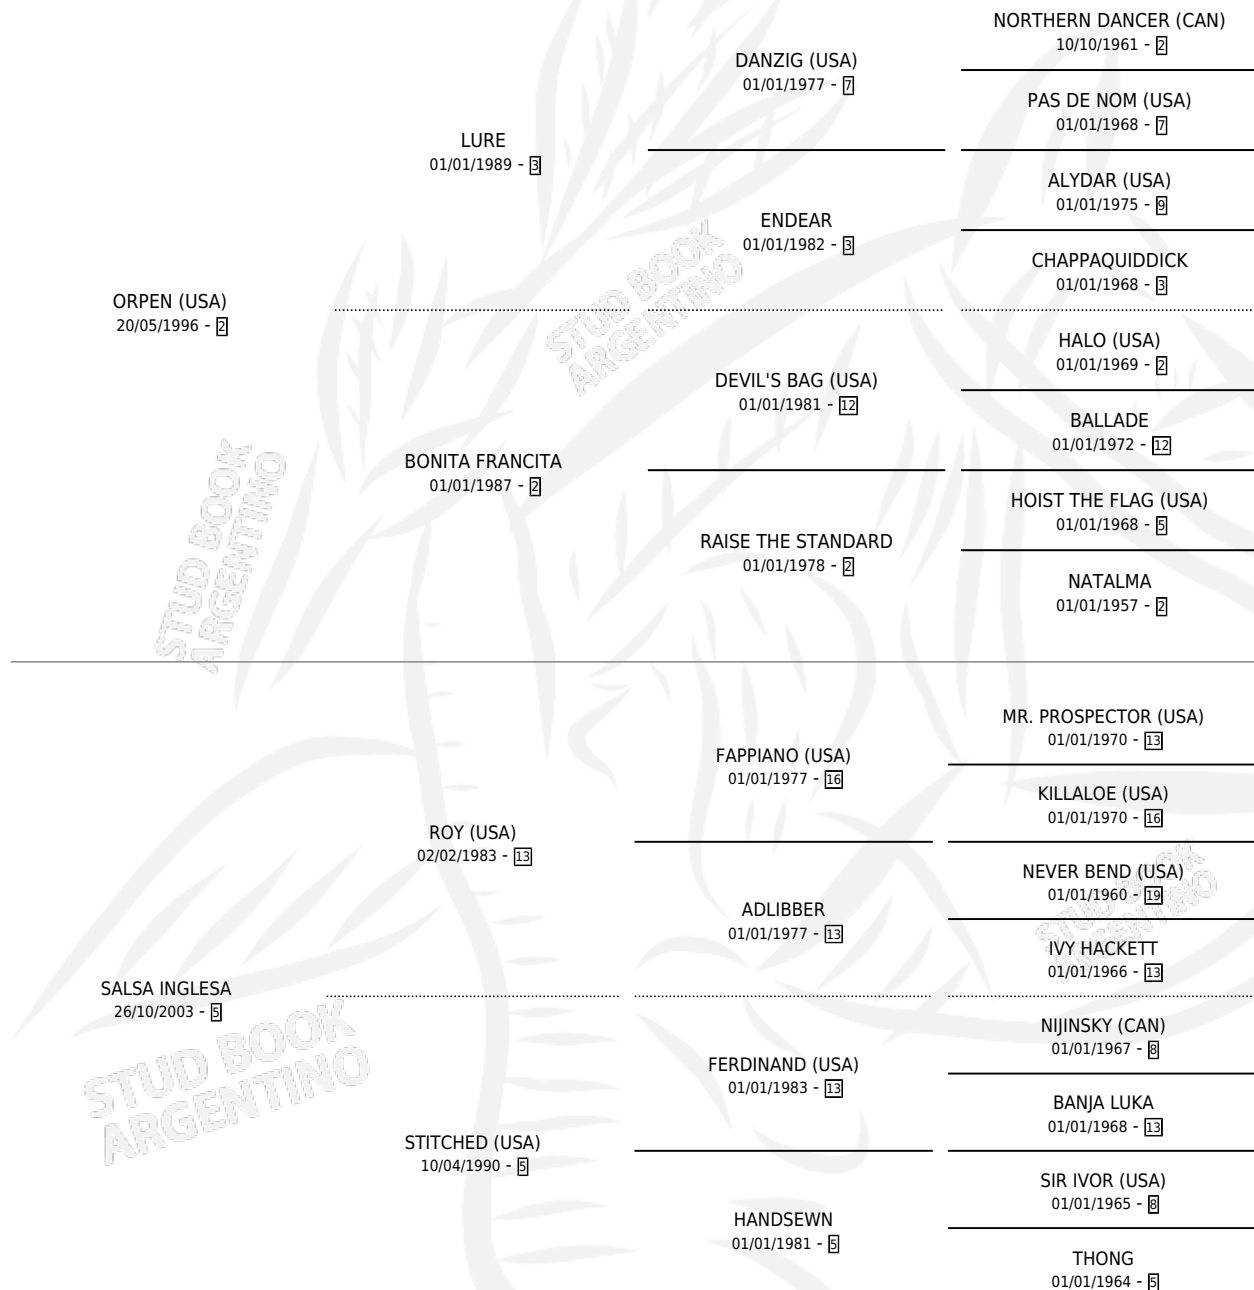 NORTHERN DANCER (CAN)
10/10/1961 - 2
DANZIG (USA)
01/01/1977 - 7
PAS DE NOM (USA)
01/01/1968 - 7
LURE
01/01/1989 - 3
ALYDAR (USA)
01/01/1975 - 9
ENDEAR
01/01/1982 - 3
CHAPPAQUIDDICK
01/01/1968 - 3
ORPEN (USA)
20/05/1996 - 2
HALO (USA)
01/01/1969 - 2
DEVIL'S BAG (USA)
01/01/1981 - 12
BALLADE
01/01/1972 - 12
BONITA FRANCITA
01/01/1987 - 2
HOIST THE FLAG (USA)
01/01/1968 - 5
RAISE THE STANDARD
01/01/1978 - 2
NATALMA
01/01/1957 - 2
STUD BOOK
ARGENTINO
STUD BOOK
ARGENTINO
MR. PROSPECTOR (USA)
01/01/1970 - 13
FAPPIANO (USA)
01/01/1977 - 16
KILLALOE (USA)
01/01/1970 - 16
ROY (USA)
02/02/1983 - 13
NEVER BEND (USA)
01/01/1960 - 19
ADLIBBER
01/01/1977 - 13
IVY HACKETT
01/01/1966 - 13
SALSA INGLESA
26/10/2003 - 5
NIJINSKY (CAN)
01/01/1967 - 8
FERDINAND (USA)
01/01/1983 - 13
BANJA LUKA
01/01/1968 - 13
STITCHED (USA)
10/04/1990 - 5
SIR IVOR (USA)
01/01/1965 - 8
HANDSEWN
01/01/1981 - 5
THONG
01/01/1964 - 5
STUD BOOK
ARGENTINO
STUD BOOK
ARGENTINO